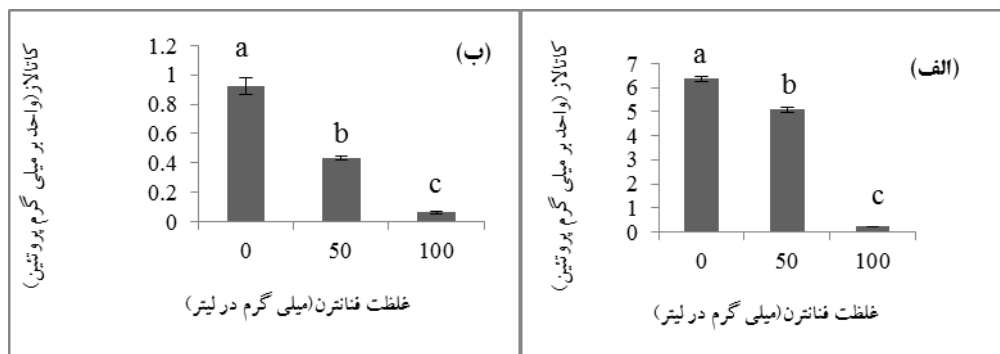 (الف)
کاتالاز (واحد بر میلی گرم پروتئین)
7
6
5
4
3
2
1
0
a
b
c
0 50 100
غلظت فنانترن(میلی گرم در لیتر)
(ب)
کاتالاز (واحد بر میلی گرم پروتئین)
1.2
1
0.8
0.6
0.4
0.2
0
a
b
c
0 50 100
غلظت فنانترن(میلی گرم در لیتر)